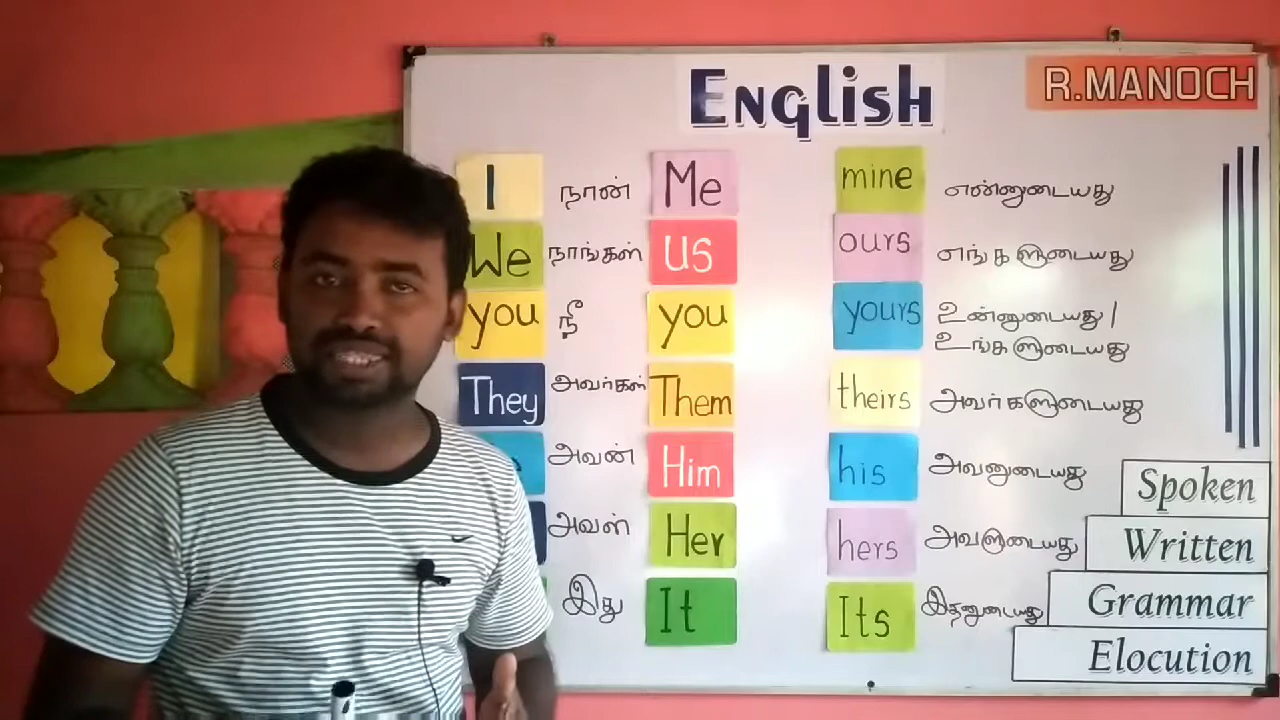 English
R.MANOCH
I நான் Me mine என்னுடையது
We நாங்கள் us ours எங்களுடையது
you நீ you yours உன்னுடையது /
உங்களுடையது
They அவர்கள் Them theirs அவர்களுடையது
அவன் Him his அவனுடையது
அவள் Her hers அவளுடையது
இது It Its இதனுடையது
Spoken
Written
Grammar
Elocution